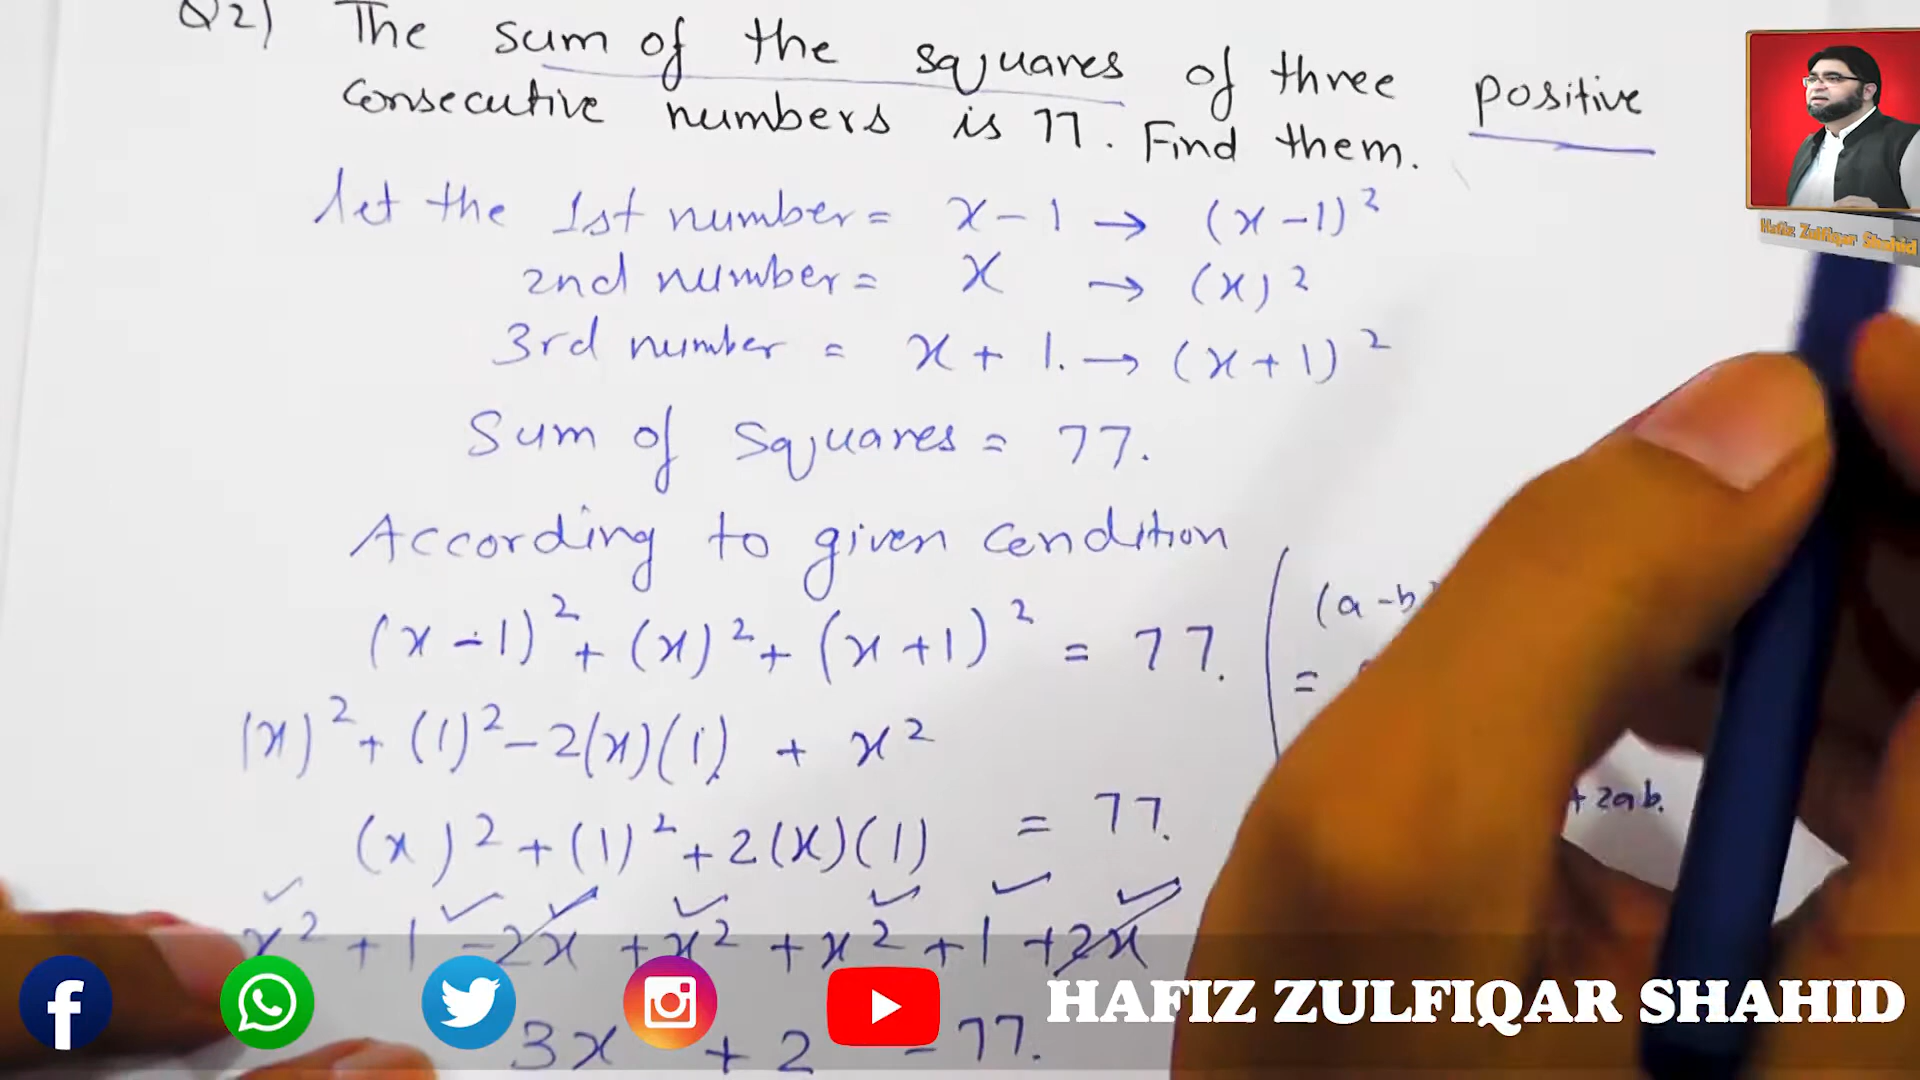 Q2) The sum of the squares of three positive
consecutive numbers is 77. Find them.
let the 1st number = x - 1 → (x - 1)²
2nd number = x → (x)²
3rd number = x + 1. → (x + 1)²
Sum of Squares = 77.
According to given condition
(x - 1)² + (x)² + (x + 1)² = 77.
(x)² + (1)² - 2(x)(1) + x²
(x)² + (1)² + 2(x)(1) = 77.
x² + 1 - 2x + x² + x² + 1 + 2x
3x + 2 = 77.
(a - b)
=
+ 2ab.
Hafiz Zulfiqar Shahid
HAFIZ ZULFIQAR SHAHID